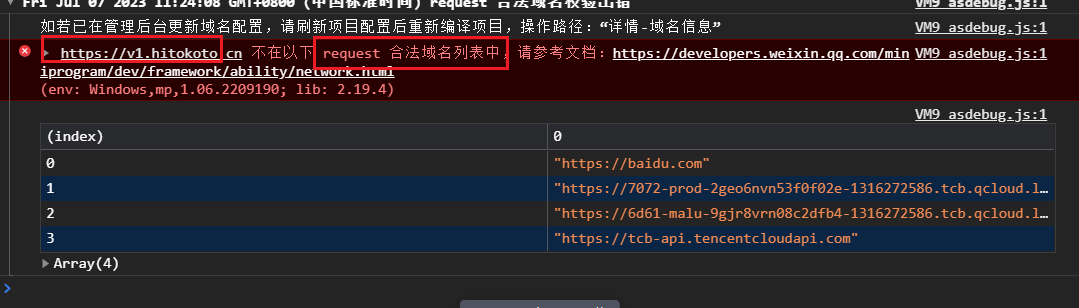 Fri Jul 07 2023 11:24:08 GMT+0800 (中国标准时间) request 合法域名校验出错
VM9 asdebug.js:1
如若已在管理后台更新域名配置，请刷新项目配置后重新编译项目，操作路径：“详情-域名信息”
https://v1.hitokoto.cn 不在以下 request 合法域名列表中，请参考文档：https://developers.weixin.qq.com/min VM9 asdebug.js:1
iprogram/dev/framework/ability/network.html
(env: Windows,mp,1.06.2209190; lib: 2.19.4)
VM9 asdebug.js:1
(index) 0
0 "https://baidu.com"
1 "https://7072-prod-2geo6nvn53f0f02e-1316272586.tcb.qcloud.l…
2 "https://6d61-malu-9gjr8vrn08c2dfb4-1316272586.tcb.qcloud.l…
3 "https://tcb-api.tencentcloudapi.com"
Array(4)